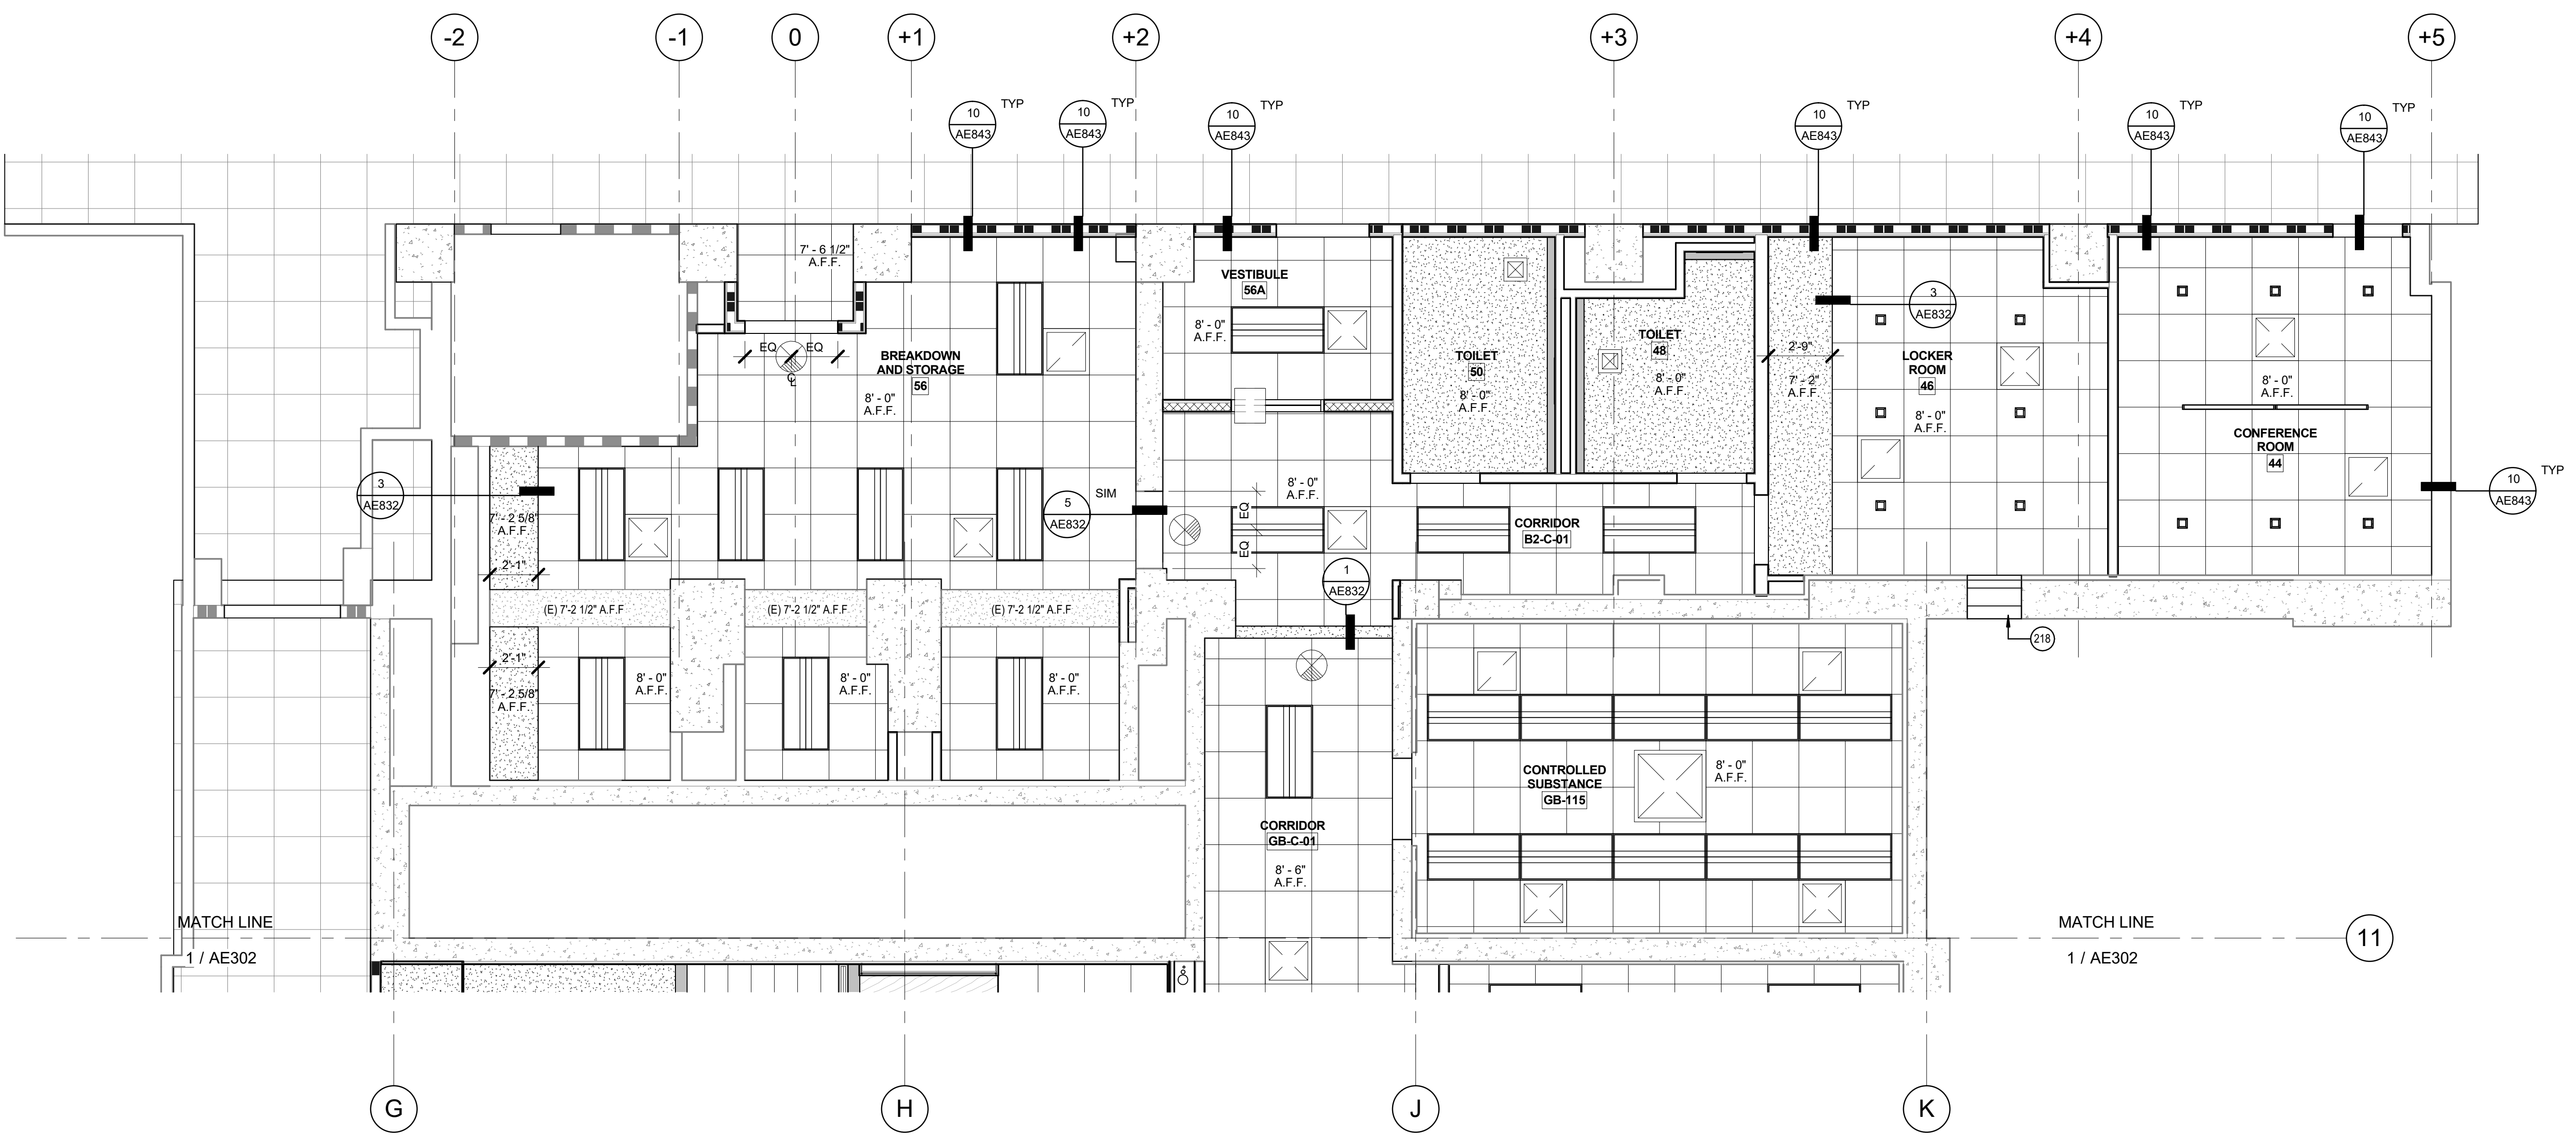 -2
-1
0
+1
+2
+3
+4
+5
10
AE843
TYP
10
AE843
TYP
10
AE843
TYP
10
AE843
TYP
10
AE843
TYP
10
AE843
TYP
7' - 6 1/2"
A.F.F.
VESTIBULE
56A
8' - 0"
A.F.F.
EQ
EQ
CL
BREAKDOWN
AND STORAGE
56
8' - 0"
A.F.F.
TOILET
50
8' - 0"
A.F.F.
TOILET
48
8' - 0"
A.F.F.
3
AE832
2'-9"
7' - 2"
A.F.F.
LOCKER
ROOM
46
8' - 0"
A.F.F.
8' - 0"
A.F.F.
CONFERENCE
ROOM
44
10
AE843
TYP
3
AE832
7' - 2 5/8"
A.F.F.
2'-1"
5
AE832
SIM
8' - 0"
A.F.F.
EQ
EQ
CORRIDOR
B2-C-01
1
AE832
(E) 7'-2 1/2" A.F.F
(E) 7'-2 1/2" A.F.F
(E) 7'-2 1/2" A.F.F
218
2'-1"
7' - 2 5/8"
A.F.F.
8' - 0"
A.F.F.
8' - 0"
A.F.F.
8' - 0"
A.F.F.
CONTROLLED
SUBSTANCE
GB-115
8' - 0"
A.F.F.
CORRIDOR
GB-C-01
8' - 6"
A.F.F.
MATCH LINE
1 / AE302
MATCH LINE
1 / AE302
11
G
H
J
K